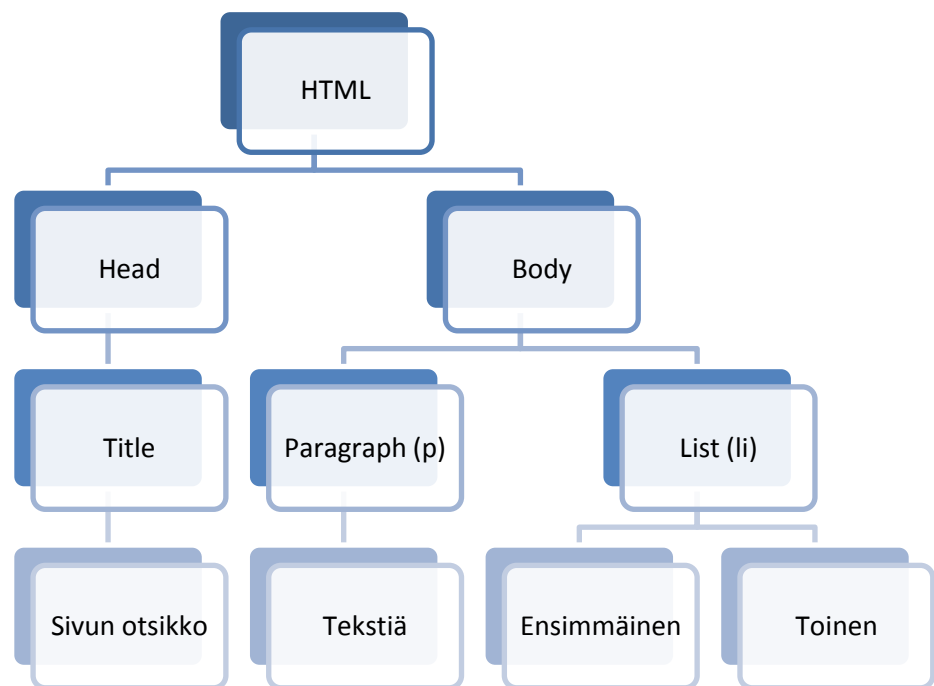 HTML
Head
Body
Title
Paragraph (p)
List (li)
Sivun otsikko
Tekstiä
Ensimmäinen
Toinen